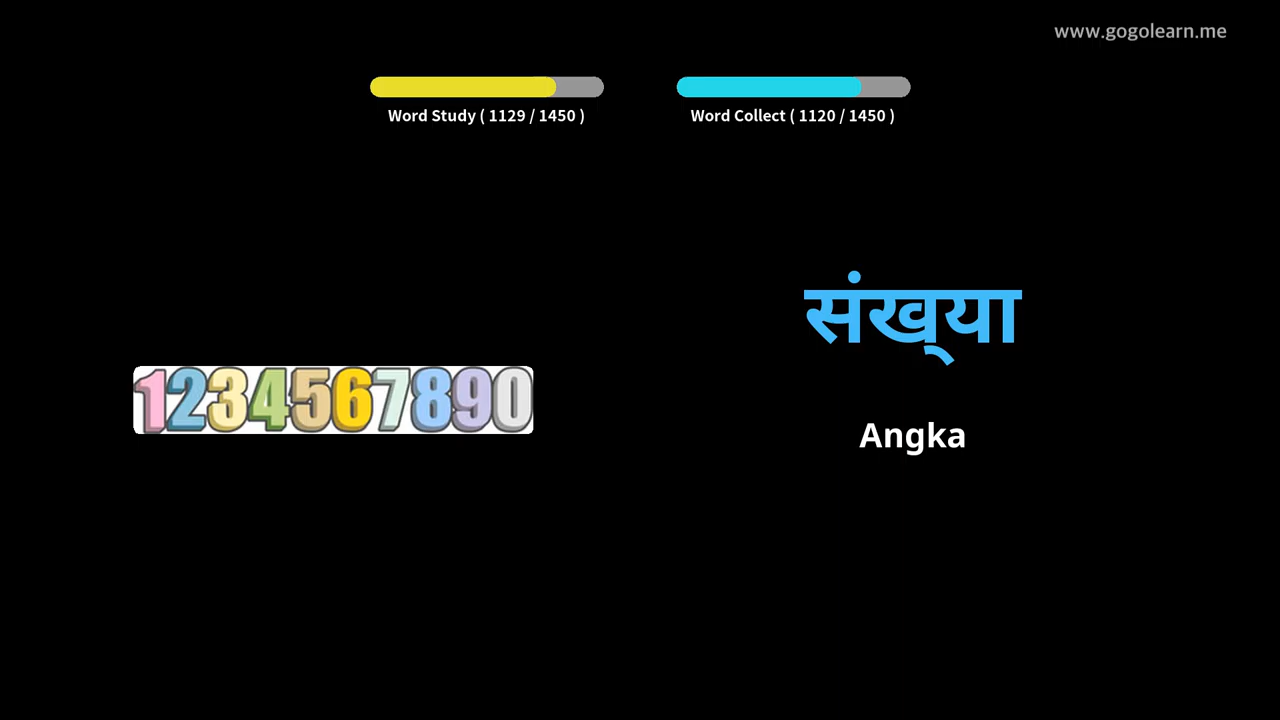 www.gogolearn.me
Word Study ( 1129 / 1450 )
Word Collect ( 1120 / 1450 )
संख्‌या
1234567890
Angka